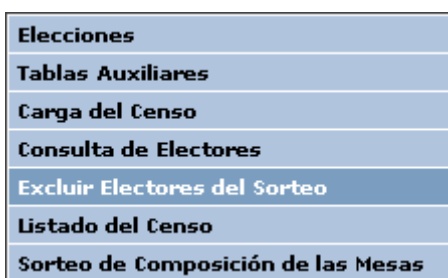 Elecciones
Tablas Auxiliares
Carga del Censo
Consulta de Electores
Excluir Electores del Sorteo
Listado del Censo
Sorteo de Composición de las Mesas